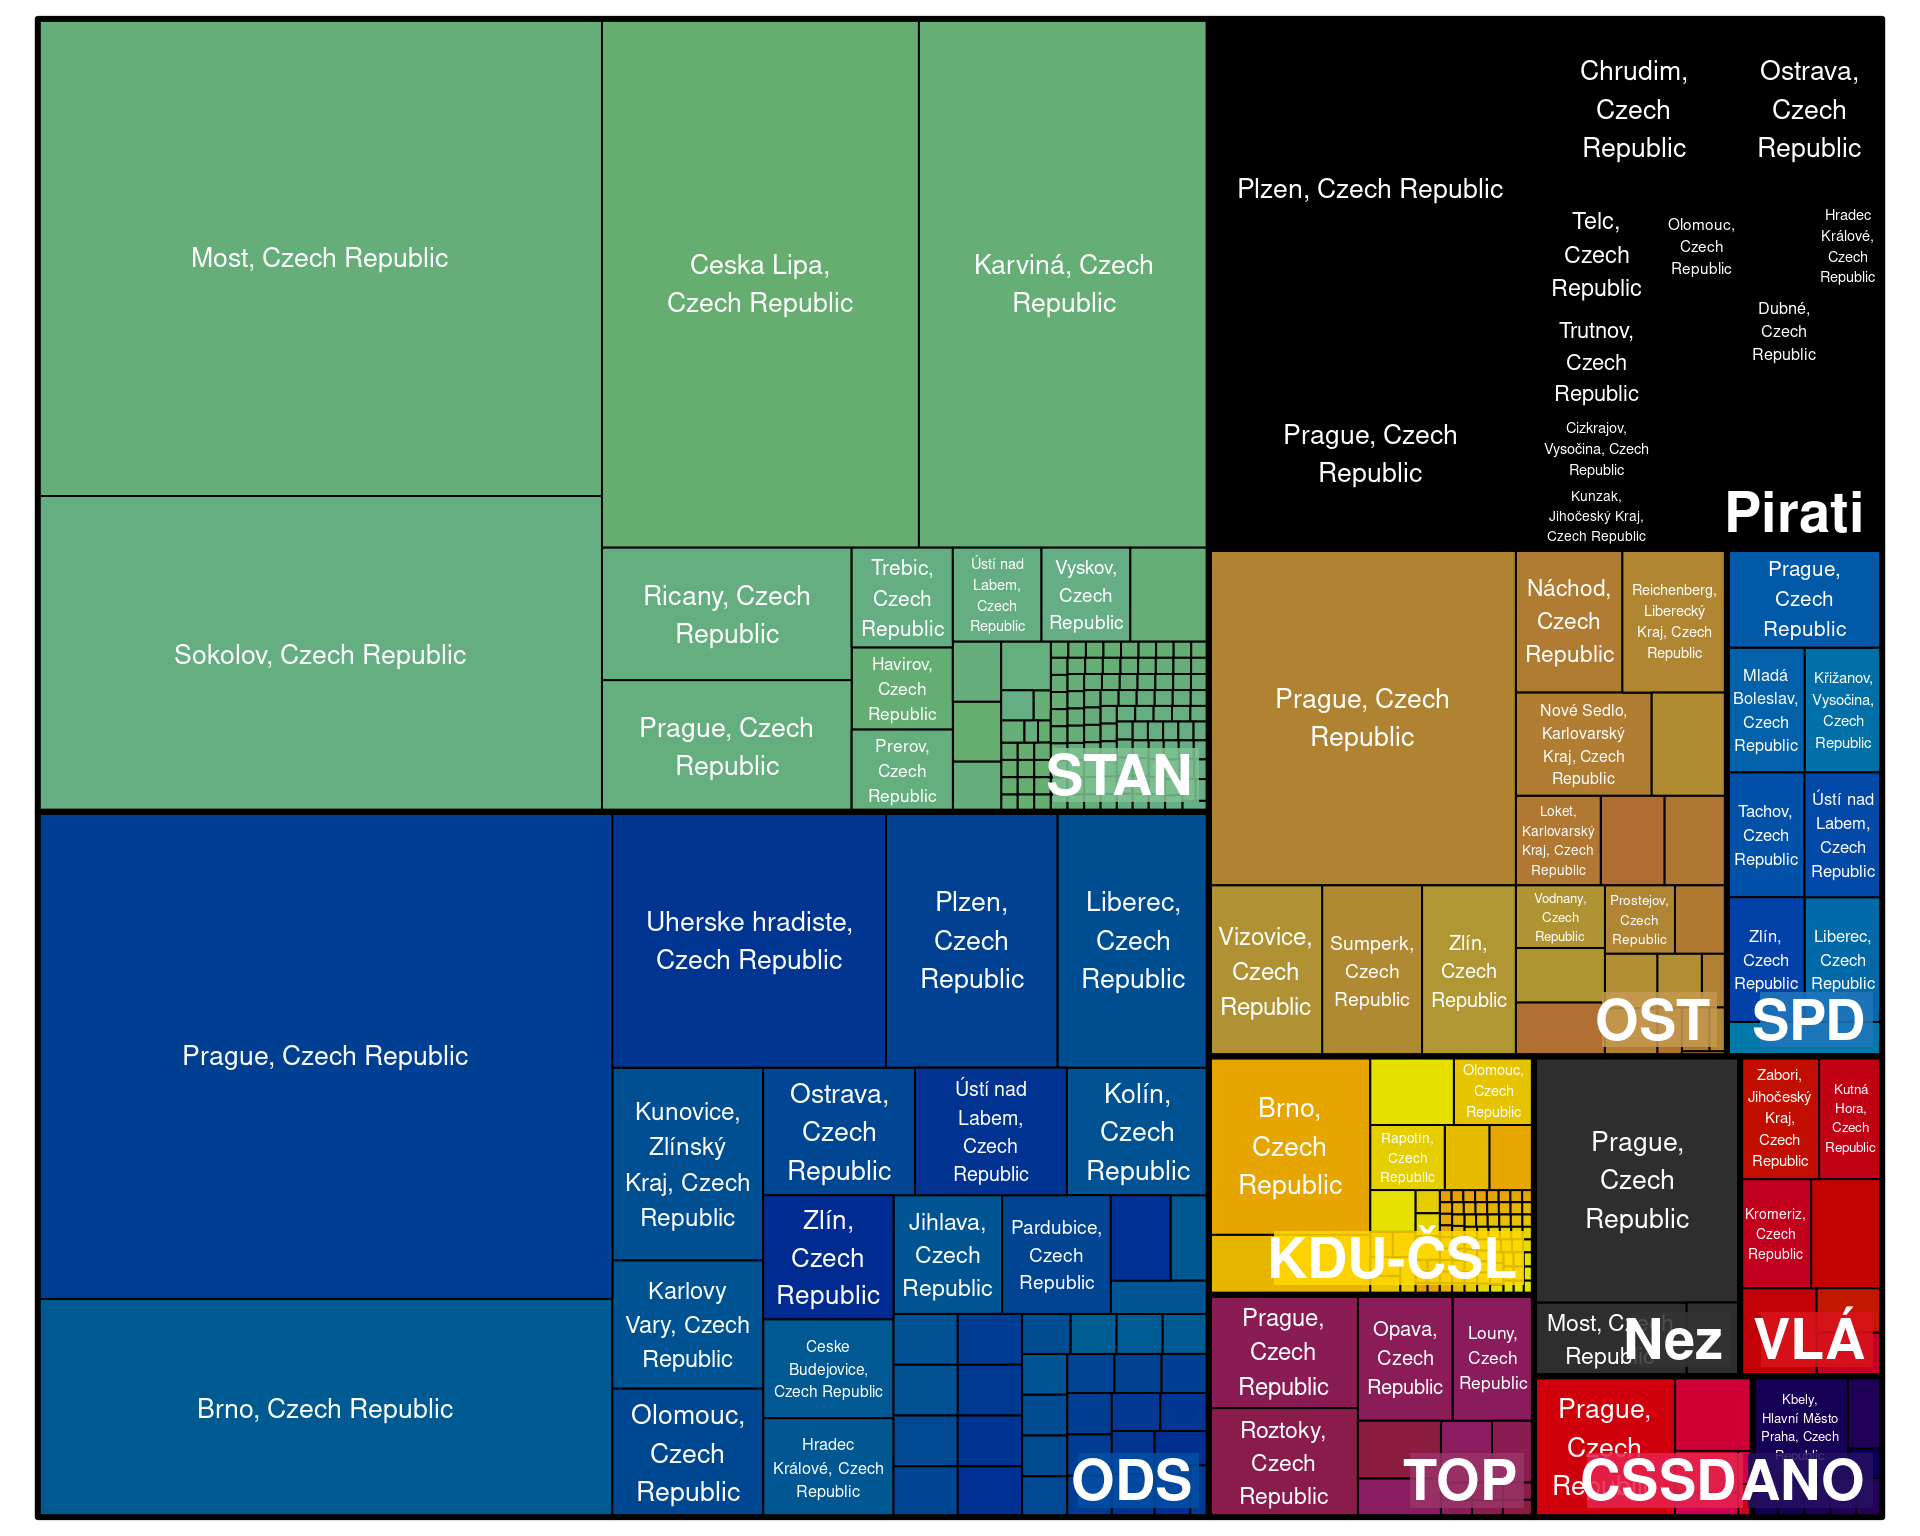 Most, Czech Republic
Sokolov, Czech Republic
Ceska Lipa,
Czech Republic
Karviná, Czech
Republic
Ricany, Czech
Republic
Prague, Czech
Republic
Trebic,
Czech
Republic
Havirov,
Czech
Republic
Prerov,
Czech
Republic
Ústí nad
Labem,
Czech
Republic
Vyskov,
Czech
Republic
STAN
Prague, Czech Republic
Brno, Czech Republic
Uherske hradiste,
Czech Republic
Plzen,
Czech
Republic
Liberec,
Czech
Republic
Kunovice,
Zlínský
Kraj, Czech
Republic
Karlovy
Vary, Czech
Republic
Olomouc,
Czech
Republic
Ostrava,
Czech
Republic
Ústí nad
Labem,
Czech
Republic
Kolín,
Czech
Republic
Zlín,
Czech
Republic
Ceske
Budejovice,
Czech Republic
Hradec
Králové, Czech
Republic
Jihlava,
Czech
Republic
Pardubice,
Czech
Republic
ODS
Plzen, Czech Republic
Prague, Czech
Republic
Chrudim,
Czech
Republic
Ostrava,
Czech
Republic
Telc,
Czech
Republic
Trutnov,
Czech
Republic
Cizkrajov,
Vysočina, Czech
Republic
Kunzak,
Jihočeský Kraj,
Czech Republic
Olomouc,
Czech
Republic
Dubné,
Czech
Republic
Hradec
Králové,
Czech
Republic
Pirati
Prague, Czech
Republic
Vizovice,
Czech
Republic
Sumperk,
Czech
Republic
Zlín,
Czech
Republic
Náchod,
Czech
Republic
Reichenberg,
Liberecký
Kraj, Czech
Republic
Nové Sedlo,
Karlovarský
Kraj, Czech
Republic
Loket,
Karlovarský
Kraj, Czech
Republic
Vodnany,
Czech
Republic
Prostejov,
Czech
Republic
OST
Prague,
Czech
Republic
Mladá
Boleslav,
Czech
Republic
Křižanov,
Vysočina,
Czech
Republic
Tachov,
Czech
Republic
Ústí nad
Labem,
Czech
Republic
Zlín,
Czech
Republic
Liberec,
Czech
Republic
SPD
Brno,
Czech
Republic
Olomouc,
Czech
Republic
Rapotín,
Czech
Republic
KDU-ČSL
Prague,
Czech
Republic
Roztoky,
Czech
Republic
Opava,
Czech
Republic
Louny,
Czech
Republic
TOP
Prague,
Czech
Republic
Most, Czech
Republic
Nez
Zabori,
Jihočeský
Kraj,
Czech
Republic
Kutná
Hora,
Czech
Republic
Kromeriz,
Czech
Republic
VLÁ
Prague,
Czech
Republic
CSSD
Kbely,
Hlavní Město
Praha, Czech
Republic
ANO